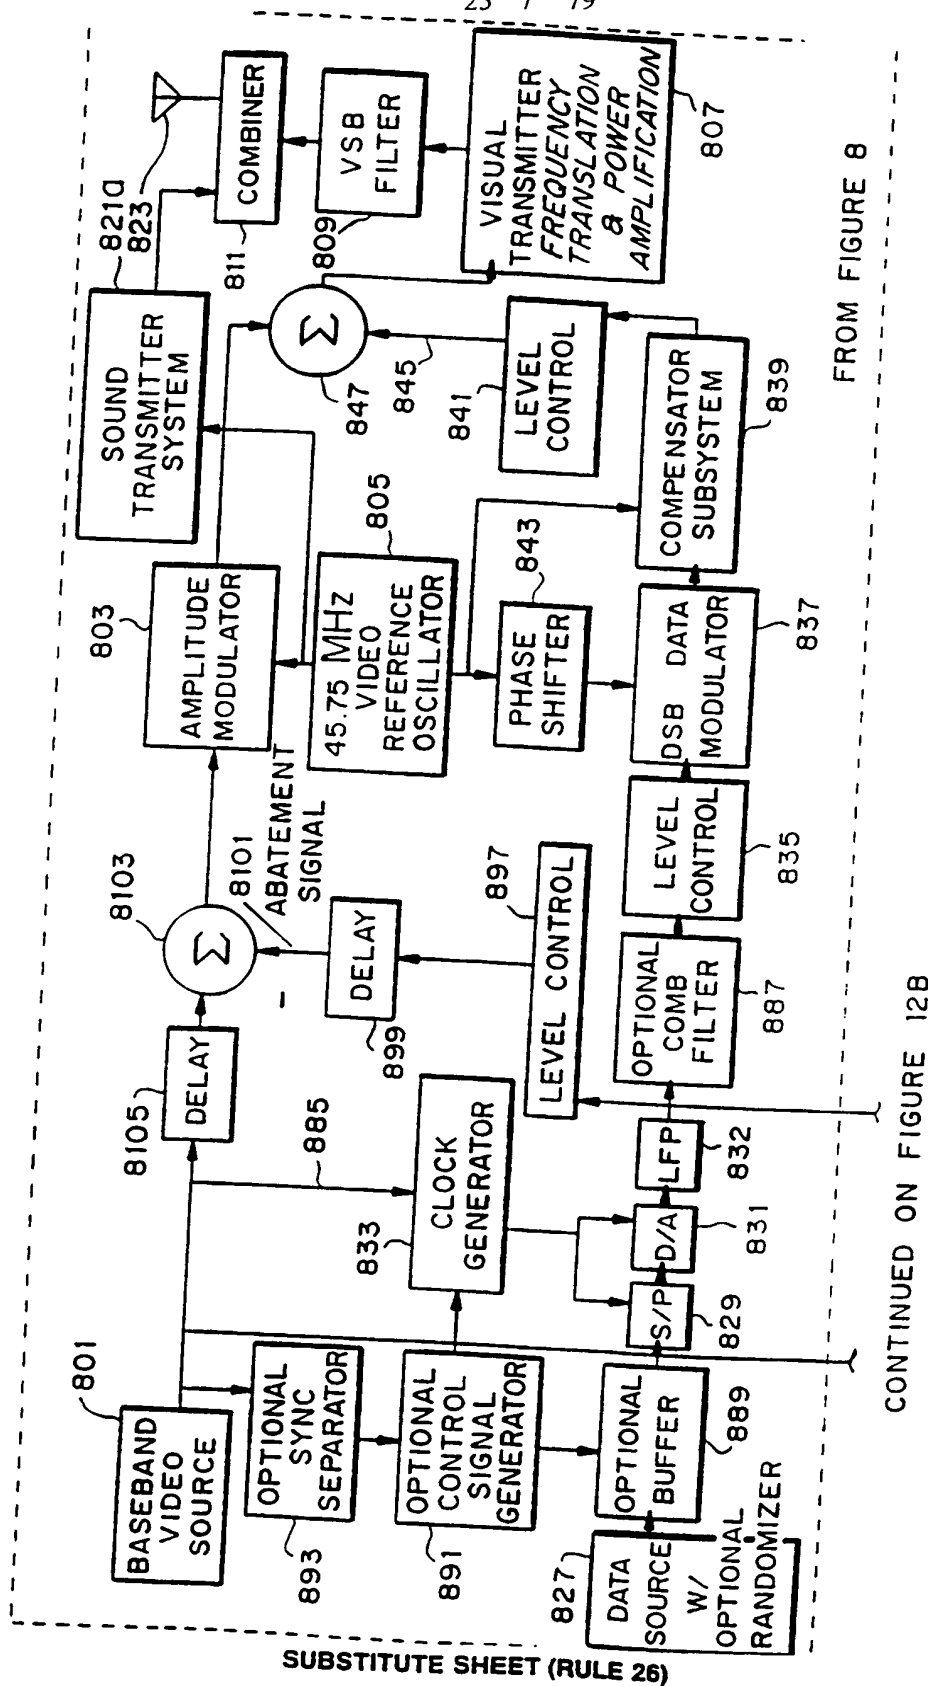 23 / 79
BASEBAND
VIDEO
SOURCE
801
OPTIONAL
SYNC
SEPARATOR
893
OPTIONAL
CONTROL
SIGNAL
GENERATOR
891
DATA
SOURCE
W/
OPTIONAL
RANDOMIZER
827
OPTIONAL
BUFFER
889
S/P
829
D/A
831
LFP
832
CLOCK
GENERATOR
833
885
DELAY
8105
Σ
8103
8101
ABATEMENT
SIGNAL
–
DELAY
899
LEVEL CONTROL
897
OPTIONAL
COMB
FILTER
887
LEVEL
CONTROL
835
DSB DATA
MODULATOR
837
AMPLITUDE
MODULATOR
803
45.75 MHz
VIDEO
REFERENCE
OSCILLATOR
805
PHASE
SHIFTER
843
COMPENSATOR
SUBSYSTEM
839
SOUND
TRANSMITTER
SYSTEM
821a
823
Σ
847
845
LEVEL
CONTROL
841
COMBINER
811
VSB
FILTER
809
VISUAL
TRANSMITTER
FREQUENCY
TRANSLATION
& POWER
AMPLIFICATION
807
FROM FIGURE 8
CONTINUED ON FIGURE 12B
SUBSTITUTE SHEET (RULE 26)